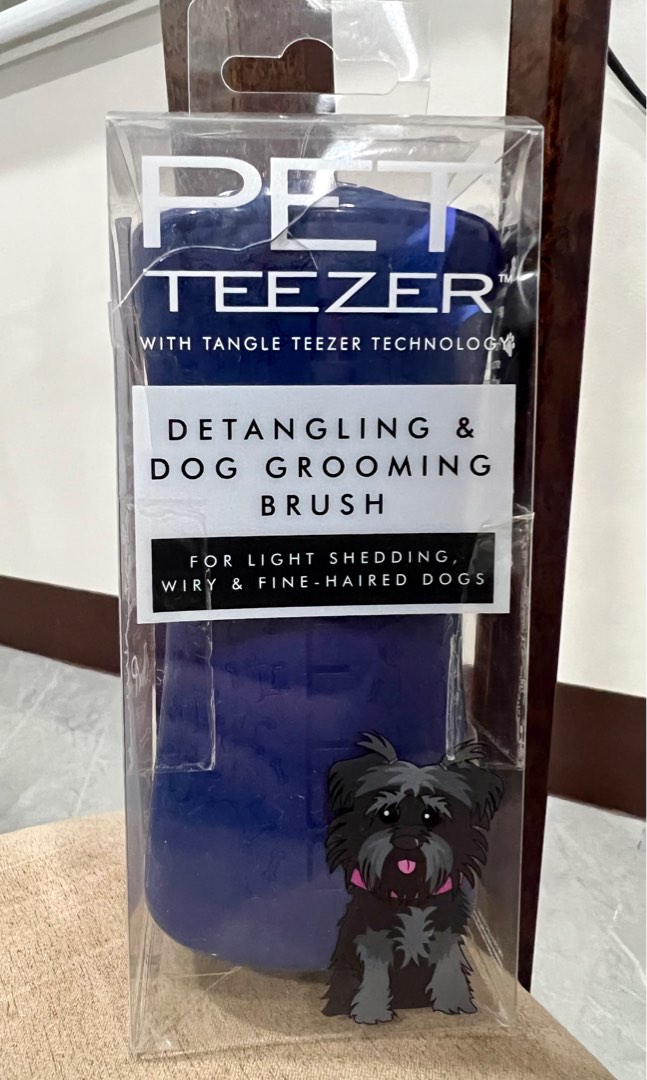 PET
TEEZER™
WITH TANGLE TEEZER TECHNOLOGY
DETANGLING &
DOG GROOMING
BRUSH
FOR LIGHT SHEDDING,
WIRY & FINE-HAIRED DOGS